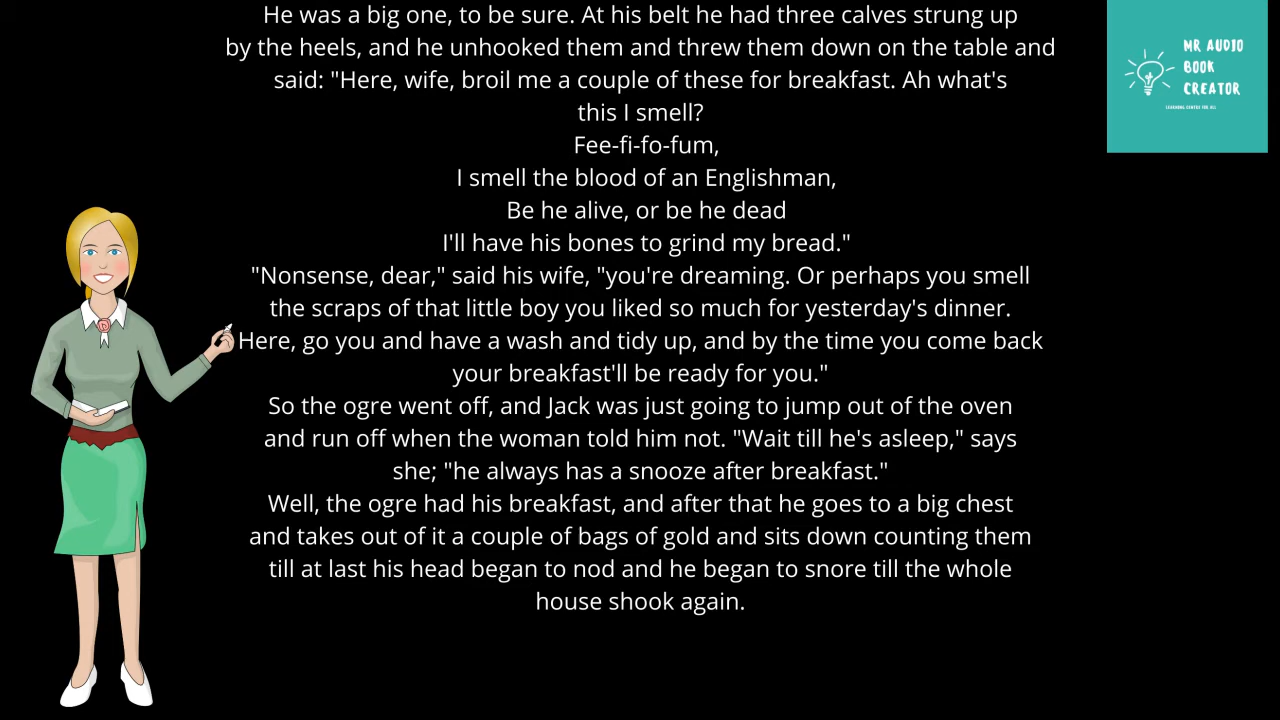 He was a big one, to be sure. At his belt he had three calves strung up
by the heels, and he unhooked them and threw them down on the table and
said: "Here, wife, broil me a couple of these for breakfast. Ah what's
this I smell?
Fee-fi-fo-fum,
I smell the blood of an Englishman,
Be he alive, or be he dead
I'll have his bones to grind my bread."
"Nonsense, dear," said his wife, "you're dreaming. Or perhaps you smell
the scraps of that little boy you liked so much for yesterday's dinner.
Here, go you and have a wash and tidy up, and by the time you come back
your breakfast'll be ready for you."
So the ogre went off, and Jack was just going to jump out of the oven
and run off when the woman told him not. "Wait till he's asleep," says
she; "he always has a snooze after breakfast."
Well, the ogre had his breakfast, and after that he goes to a big chest
and takes out of it a couple of bags of gold and sits down counting them
till at last his head began to nod and he began to snore till the whole
house shook again.
MR AUDIO
BOOK
CREATOR
LEARNING CENTRE FOR ALL